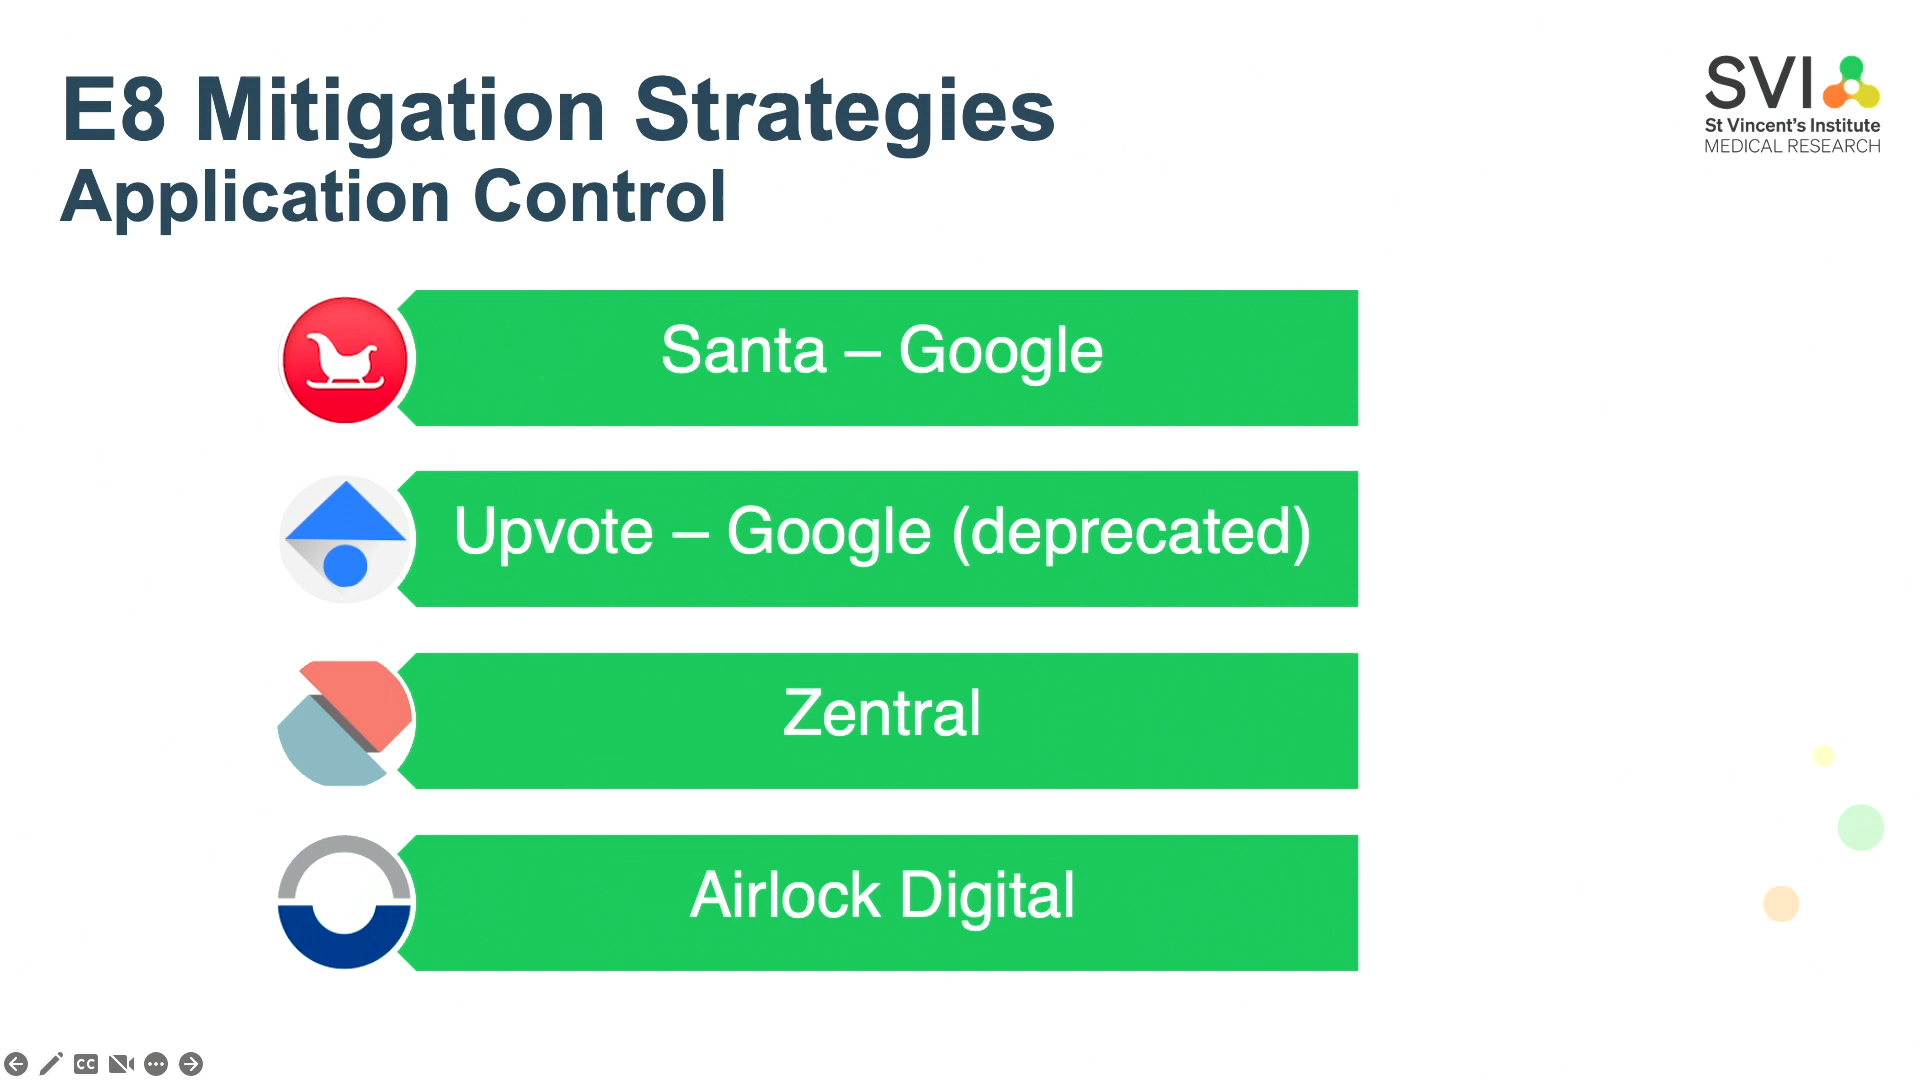 E8 Mitigation Strategies
Application Control
SVI
St Vincent's Institute
MEDICAL RESEARCH
Santa – Google
Upvote – Google (deprecated)
Zentral
Airlock Digital
CC